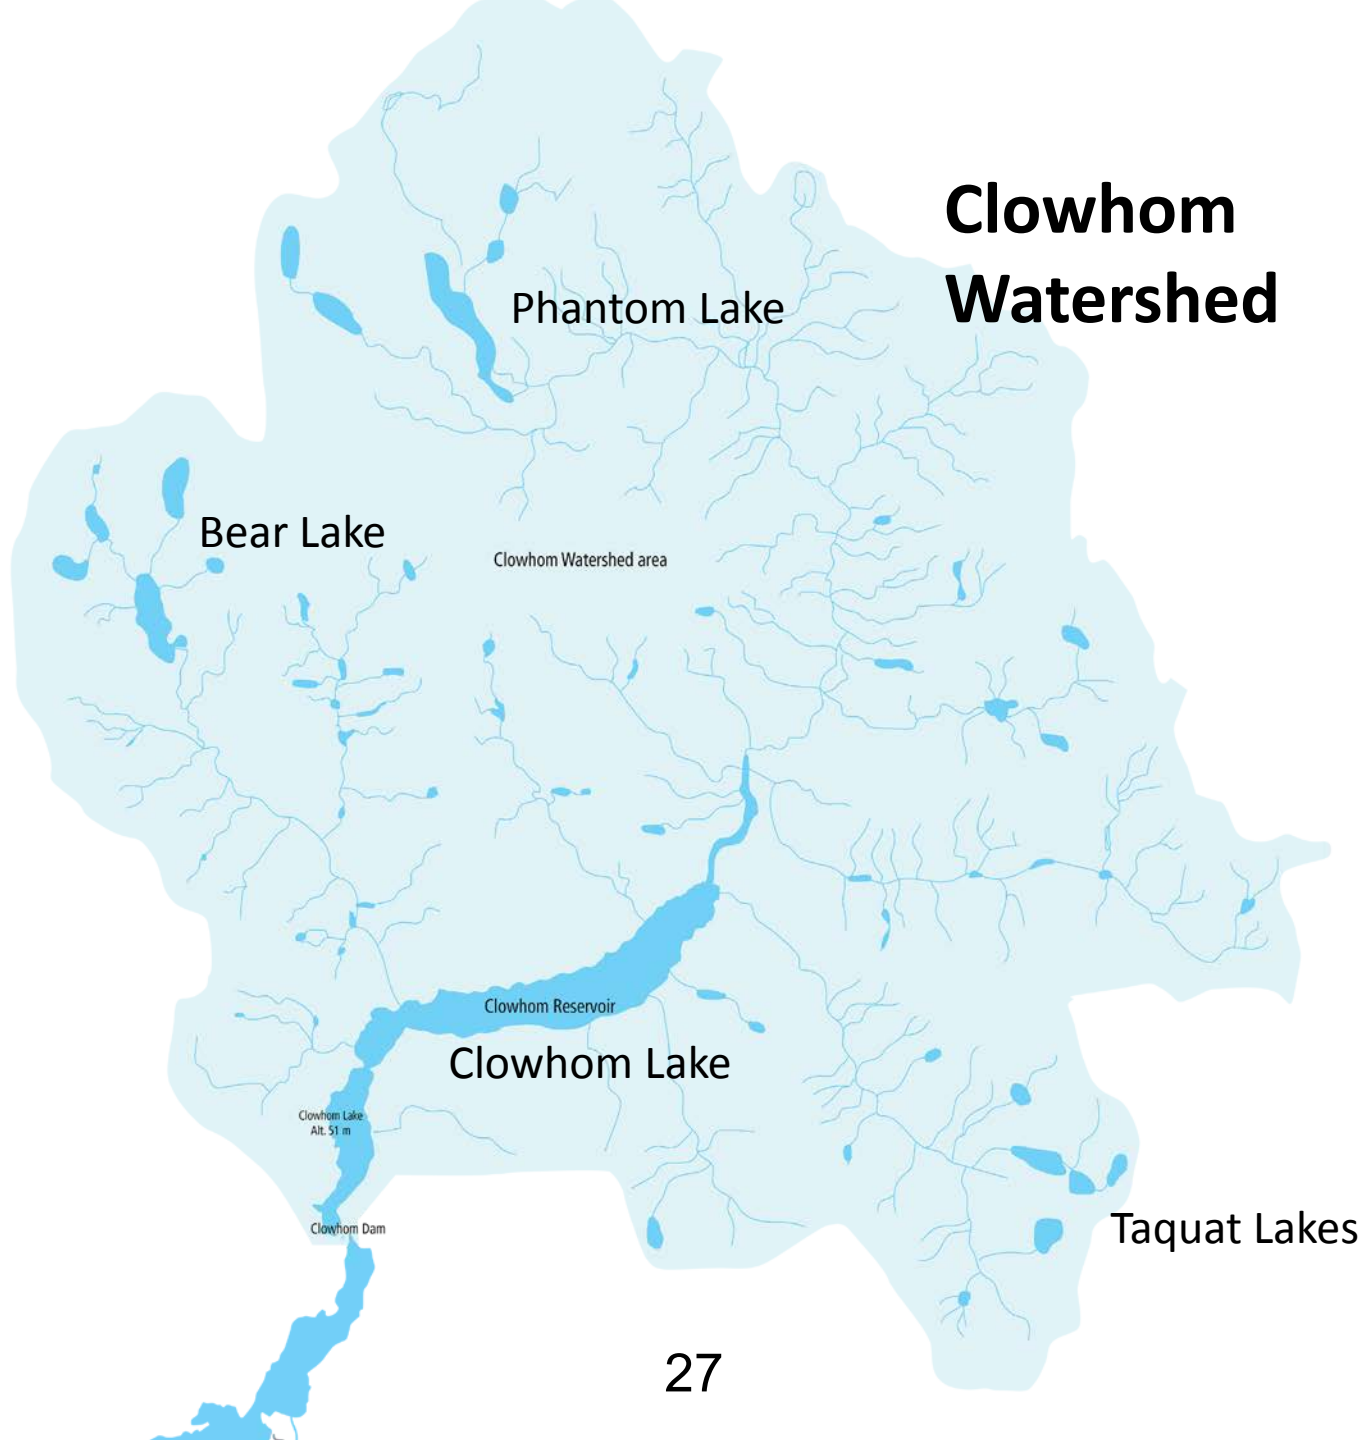 Clowhom
Watershed
Phantom Lake
Bear Lake
Clowhom Watershed area
Clowhom Reservoir
Clowhom Lake
Clowhom Lake
Alt. 51 m
Clowhom Dam
Taquat Lakes
27